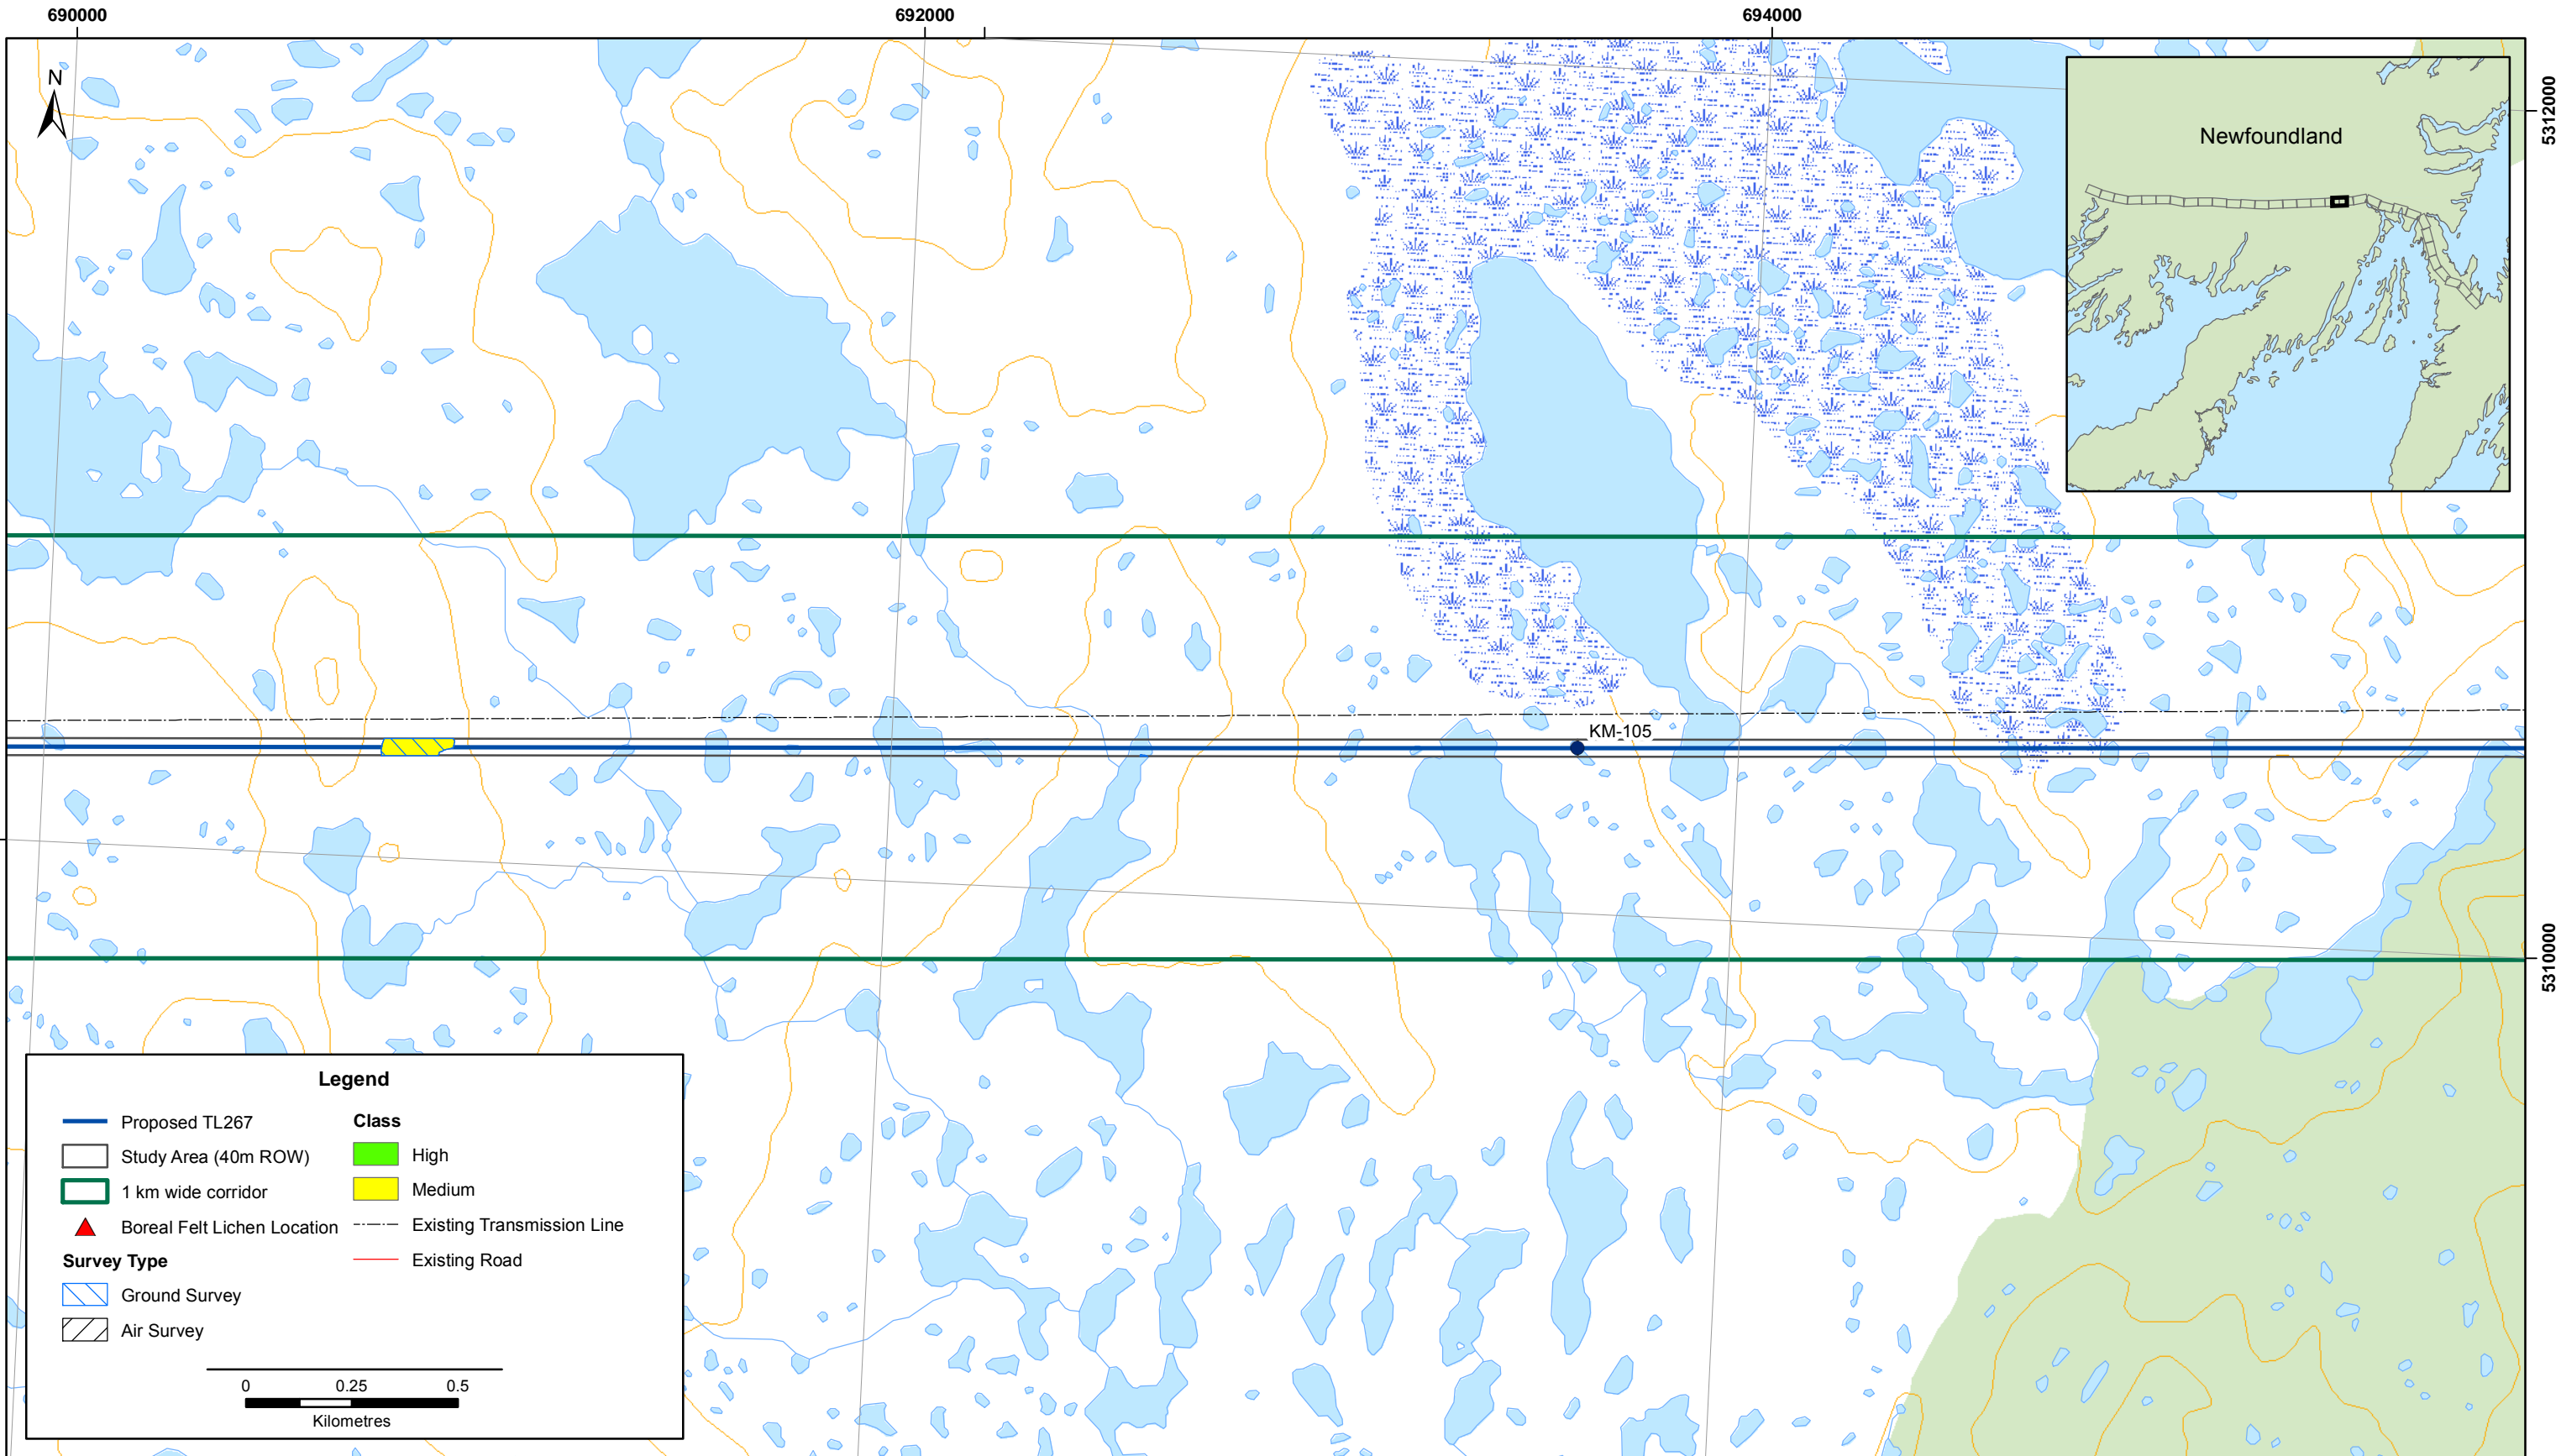 690000
692000
694000
N
5312000
Newfoundland
KM-105
5310000
Legend
Proposed TL267
Study Area (40m ROW)
1 km wide corridor
Boreal Felt Lichen Location
Survey Type
Ground Survey
Air Survey
Class
High
Medium
Existing Transmission Line
Existing Road
0 0.25 0.5
Kilometres